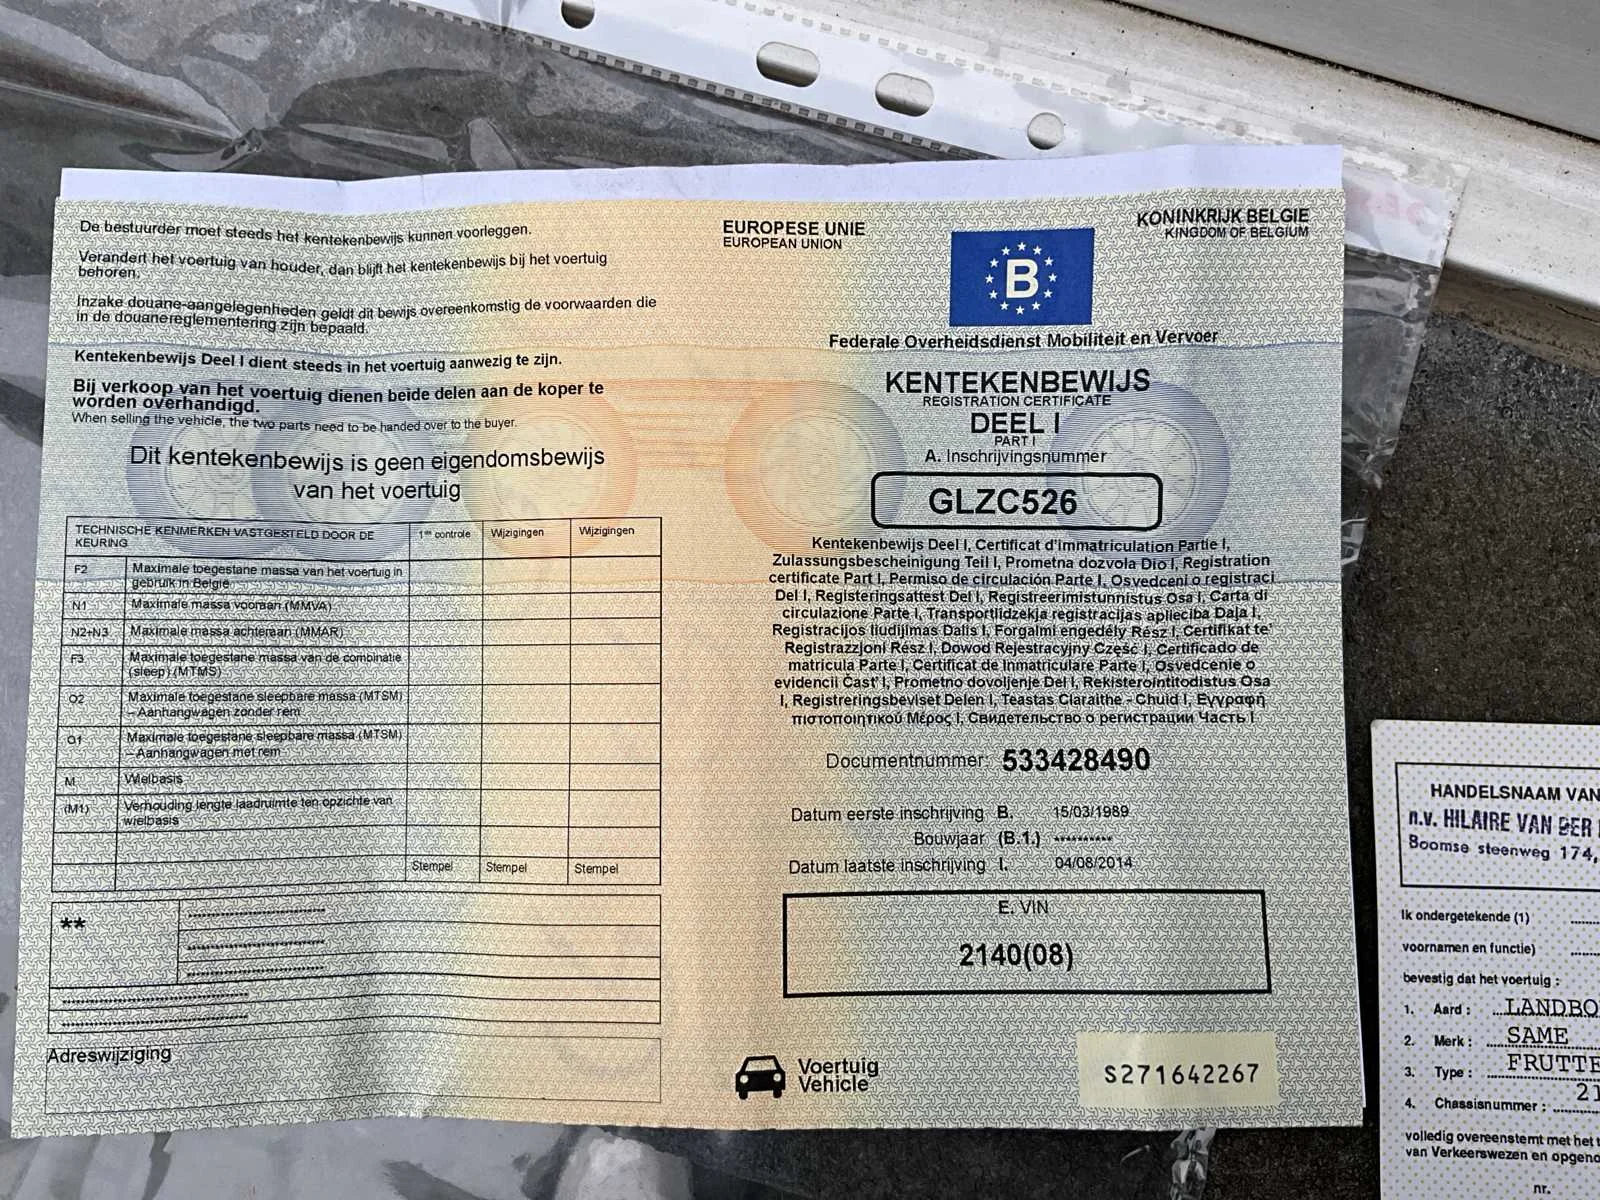 De bestuurder moet steeds het kentekenbewijs kunnen voorleggen.
Verandert het voertuig van houder, dan blijft het kentekenbewijs bij het voertuig
behoren.
Inzake douane-aangelegenheden geldt dit bewijs overeenkomstig de voorwaarden die
in de douanereglementering zijn bepaald.
Kentekenbewijs Deel I dient steeds in het voertuig aanwezig te zijn.
Bij verkoop van het voertuig dienen beide delen aan de koper te
worden overhandigd.
When selling the vehicle, the two parts need to be handed over to the buyer.
Dit kentekenbewijs is geen eigendomsbewijs
van het voertuig
TECHNISCHE KENMERKEN VASTGESTELD DOOR DE
KEURING
1ste controle
Wijzigingen
Wijzigingen
F2 Maximale toegestane massa van het voertuig in
gebruik in Belgie
N1 Maximale massa vooraan (MMVA)
N2+N3 Maximale massa achteraan (MMAR)
F3 Maximale toegestane massa van de combinatie
(sleep) (MTMS)
O2 Maximale toegestane sleepbare massa (MTSM)
– Aanhangwagen zonder rem
O1 Maximale toegestane sleepbare massa (MTSM)
– Aanhangwagen met rem
M Wielbasis
(M1) Verhouding lengte laadruimte ten opzichte van
wielbasis
Stempel Stempel Stempel
**
Adreswijziging
EUROPESE UNIE
EUROPEAN UNION
KONINKRIJK BELGIE
KINGDOM OF BELGIUM
B
Federale Overheidsdienst Mobiliteit en Vervoer
KENTEKENBEWIJS
REGISTRATION CERTIFICATE
DEEL I
PART I
A. Inschrijvingsnummer
GLZC526
Kentekenbewijs Deel I, Certificat d'immatriculation Partie I,
Zulassungsbescheinigung Teil I, Prometna dozvola Dio I, Registration
certificate Part I, Permiso de circulación Parte I, Osvedceni o registraci
Del I, Registeringsattest Del I, Registreerimistunnistus Osa I, Carta di
circulazione Parte I, Transportlidzekja registracijas aplieciba Daļa I,
Registracijos liudijimas Dalis I, Forgalmi engedély Rész I, Certifikat te'
Registrazzjoni Rész I, Dowod Rejestracyjny Część I, Certificado de
matricula Parte I, Certificat de Inmatriculare Parte I, Osvedcenie o
evidencii Čast' I, Prometno dovoljenje Del I, Rekisterointitodistus Osa
I, Registreringsbeviset Delen I, Teastas Claraithe - Chuid I, Εγγραφή
πιστοποιητικού Μέρος I, Свидетельство о регистрации Часть I
Documentnummer: 533428490
Datum eerste inschrijving B. 15/03/1989
Bouwjaar (B.1.) *********
Datum laatste inschrijving I. 04/08/2014
E. VIN
2140(08)
Voertuig
Vehicle
S271642267
HANDELSNAAM VAN
n.v. HILAIRE VAN DER
Boomse steenweg 174,
Ik ondergetekende (1)
voornamen en functie)
bevestig dat het voertuig :
1. Aard : LANDBO
2. Merk : SAME
3. Type : FRUTTE
4. Chassisnummer : 21
volledig overeenstemt met het t
van Verkeerswezen en opgeno
nr.